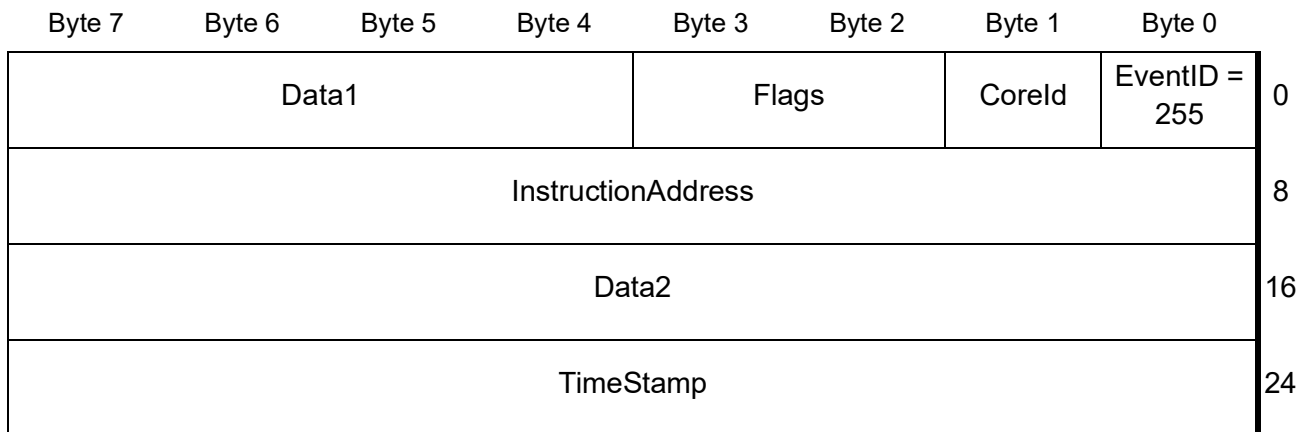 Byte 7 Byte 6 Byte 5 Byte 4 Byte 3 Byte 2 Byte 1 Byte 0
Data1 Flags CoreId EventID =
255 0
InstructionAddress 8
Data2 16
TimeStamp 24